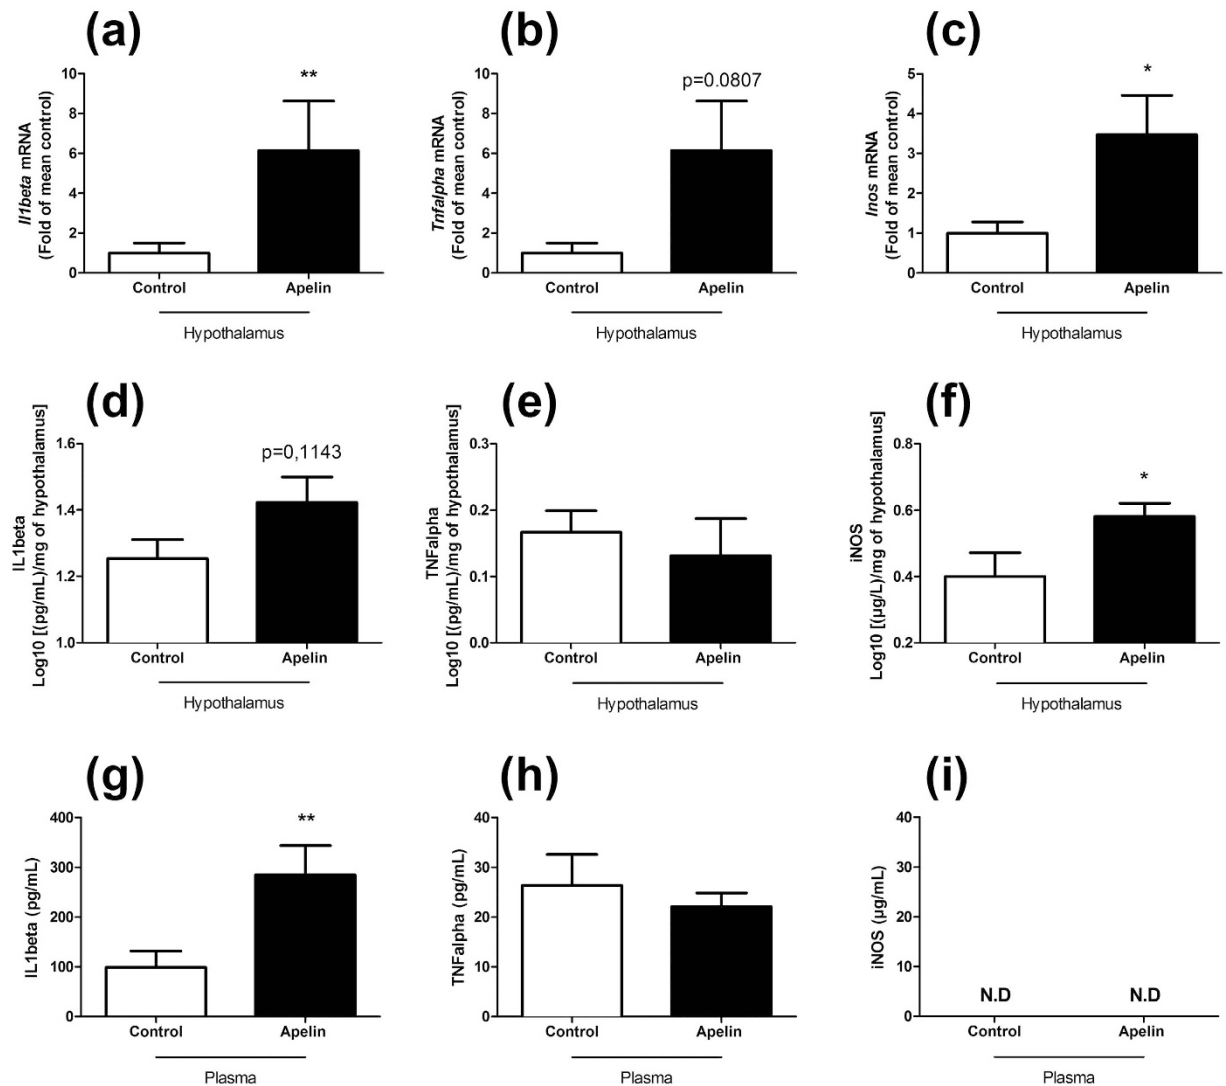 (a)
Il1beta mRNA
(Fold of mean control)
10
8
6
4
2
0
**
Control
Apelin
Hypothalamus
(b)
Tnfalpha mRNA
(Fold of mean control)
10
8
6
4
2
0
p=0.0807
Control
Apelin
Hypothalamus
(c)
Inos mRNA
(Fold of mean control)
5
4
3
2
1
0
*
Control
Apelin
Hypothalamus
(d)
IL1beta
Log10 [(pg/mL)/mg of hypothalamus]
1.6
1.4
1.2
1.0
p=0,1143
Control
Apelin
Hypothalamus
(e)
TNFalpha
Log10 [(pg/mL)/mg of hypothalamus]
0.3
0.2
0.1
0.0
Control
Apelin
Hypothalamus
(f)
iNOS
Log10 [(µg/L)/mg of hypothalamus]
0.8
0.6
0.4
0.2
*
Control
Apelin
Hypothalamus
(g)
IL1beta (pg/mL)
400
300
200
100
0
**
Control
Apelin
Plasma
(h)
TNFalpha (pg/mL)
40
30
20
10
0
Control
Apelin
Plasma
(i)
iNOS (µg/mL)
40
30
20
10
0
N.D
N.D
Control
Apelin
Plasma